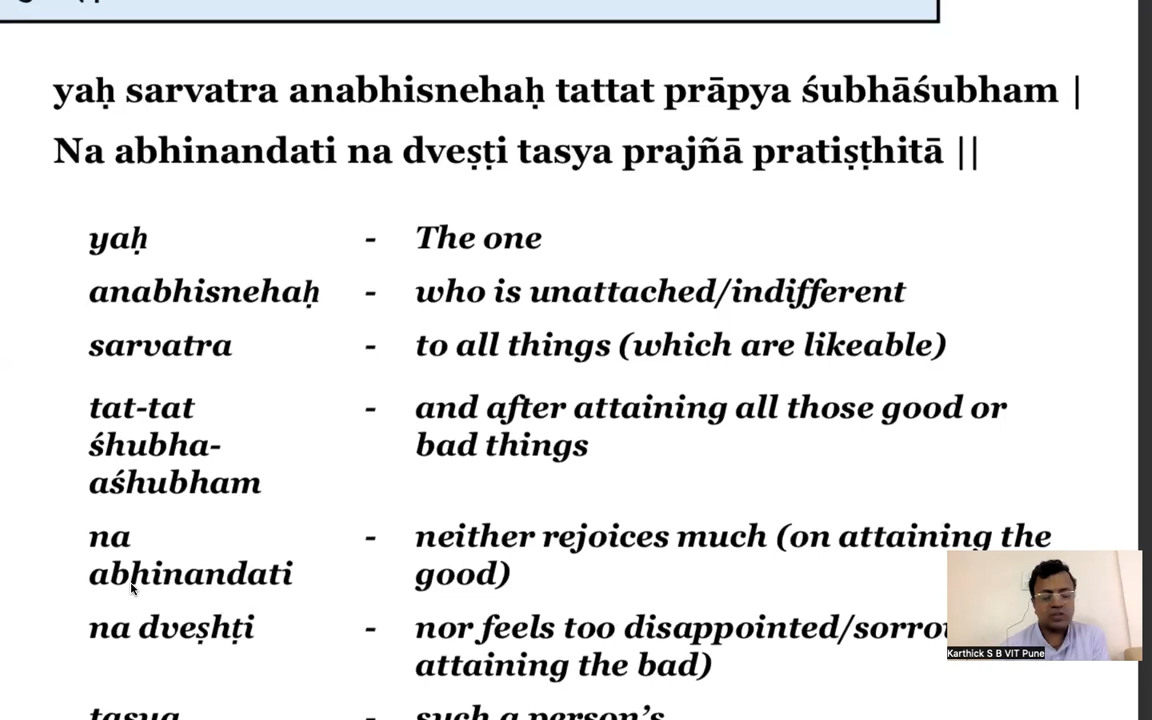 yaḥ sarvatra anabhisnehaḥ tattat prāpya śubhāśubham |
Na abhinandati na dveṣṭi tasya prajñā pratiṣṭhitā ||
yaḥ - The one
anabhisnehaḥ - who is unattached/indifferent
sarvatra - to all things (which are likeable)
tat-tat - and after attaining all those good or
śhubha- bad things
aśhubham
na - neither rejoices much (on attaining the
abhinandati good)
na dveṣhṭi - nor feels too disappointed/sorro
attaining the bad)
tasya such a person's
Karthick S B VIT Pune